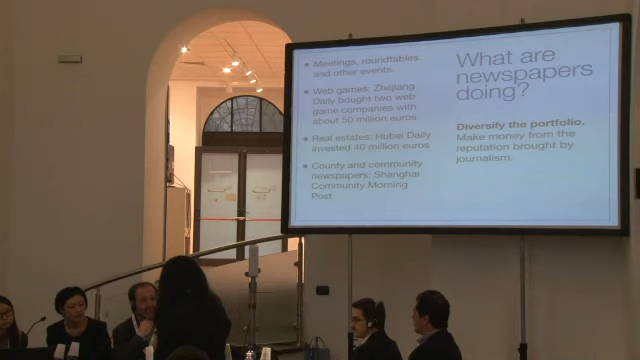 • Meetings, roundtables
and other events.
• Web games: Zhejiang
Daily bought two web
game companies with
about 50 million euros
• Real estates: Hubei Daily
invested 40 million euros
• County and community
newspapers: Shanghai
Community Morning
Post
What are
newspapers
doing?
Diversify the portfolio.
Make money from the
reputation brought by
journalism.